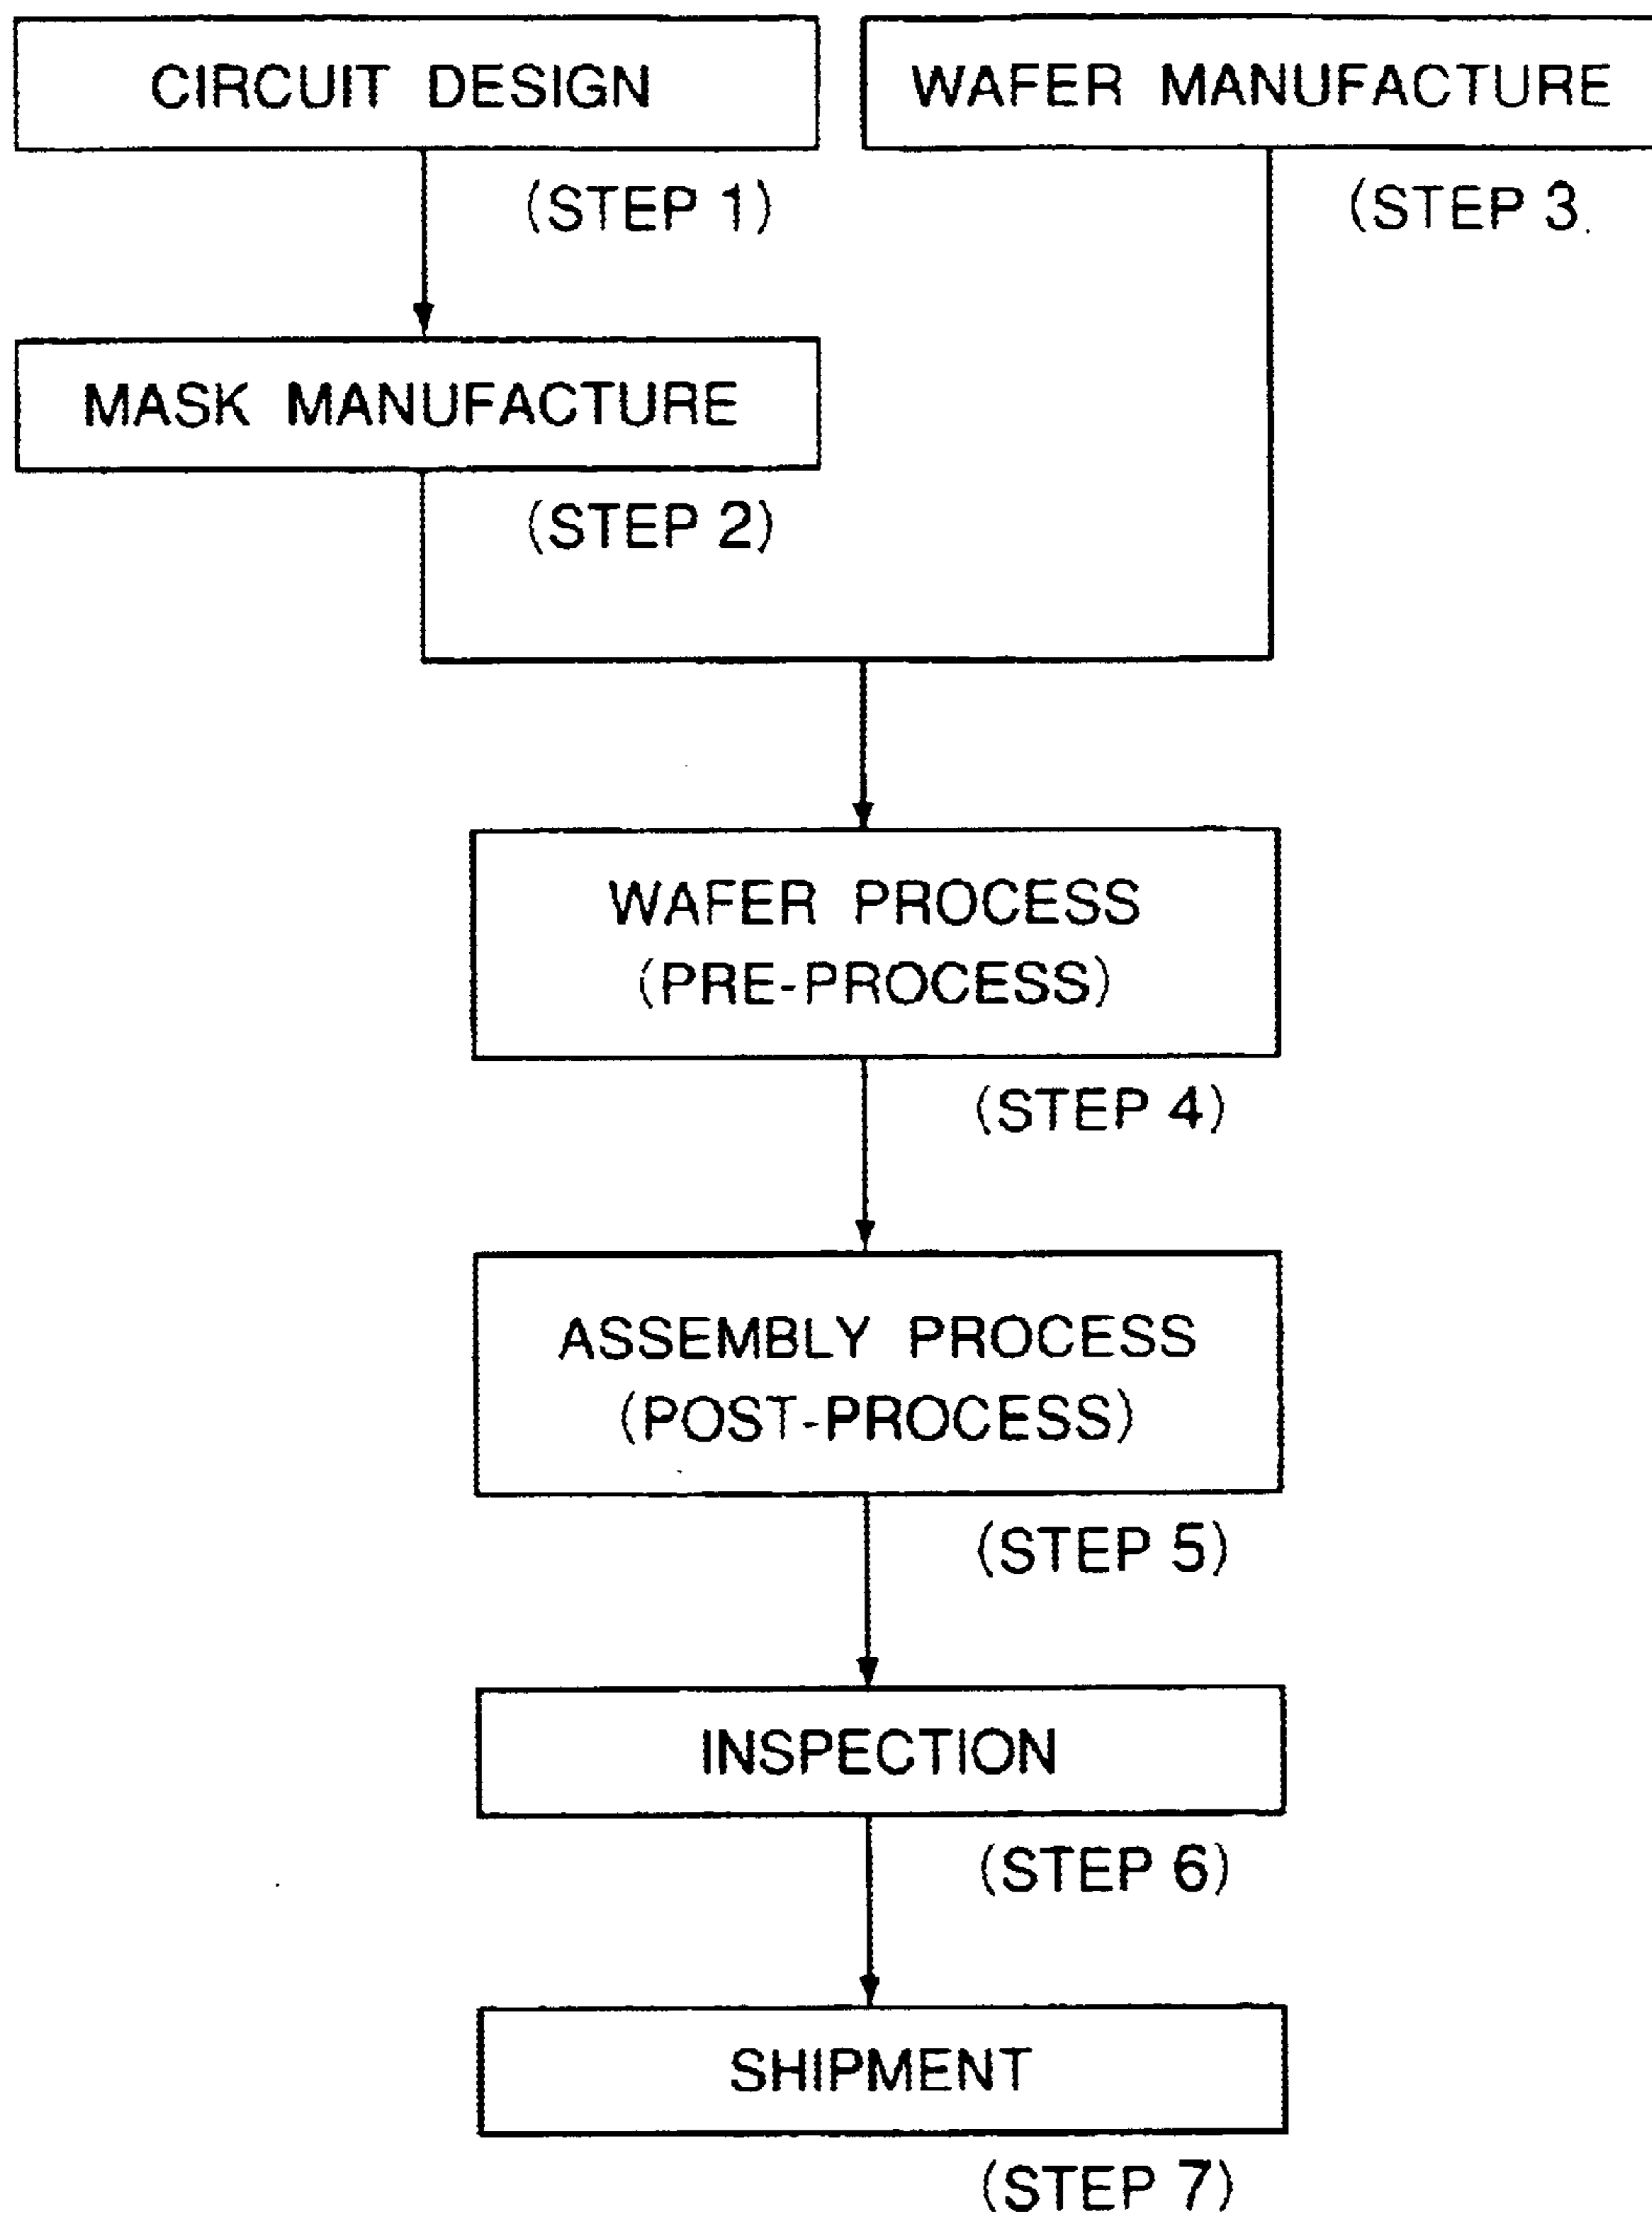 CIRCUIT DESIGN
(STEP 1)
WAFER MANUFACTURE
(STEP 3
MASK MANUFACTURE
(STEP 2)
WAFER PROCESS
(PRE-PROCESS)
(STEP 4)
ASSEMBLY PROCESS
(POST-PROCESS)
(STEP 5)
INSPECTION
(STEP 6)
SHIPMENT
(STEP 7)